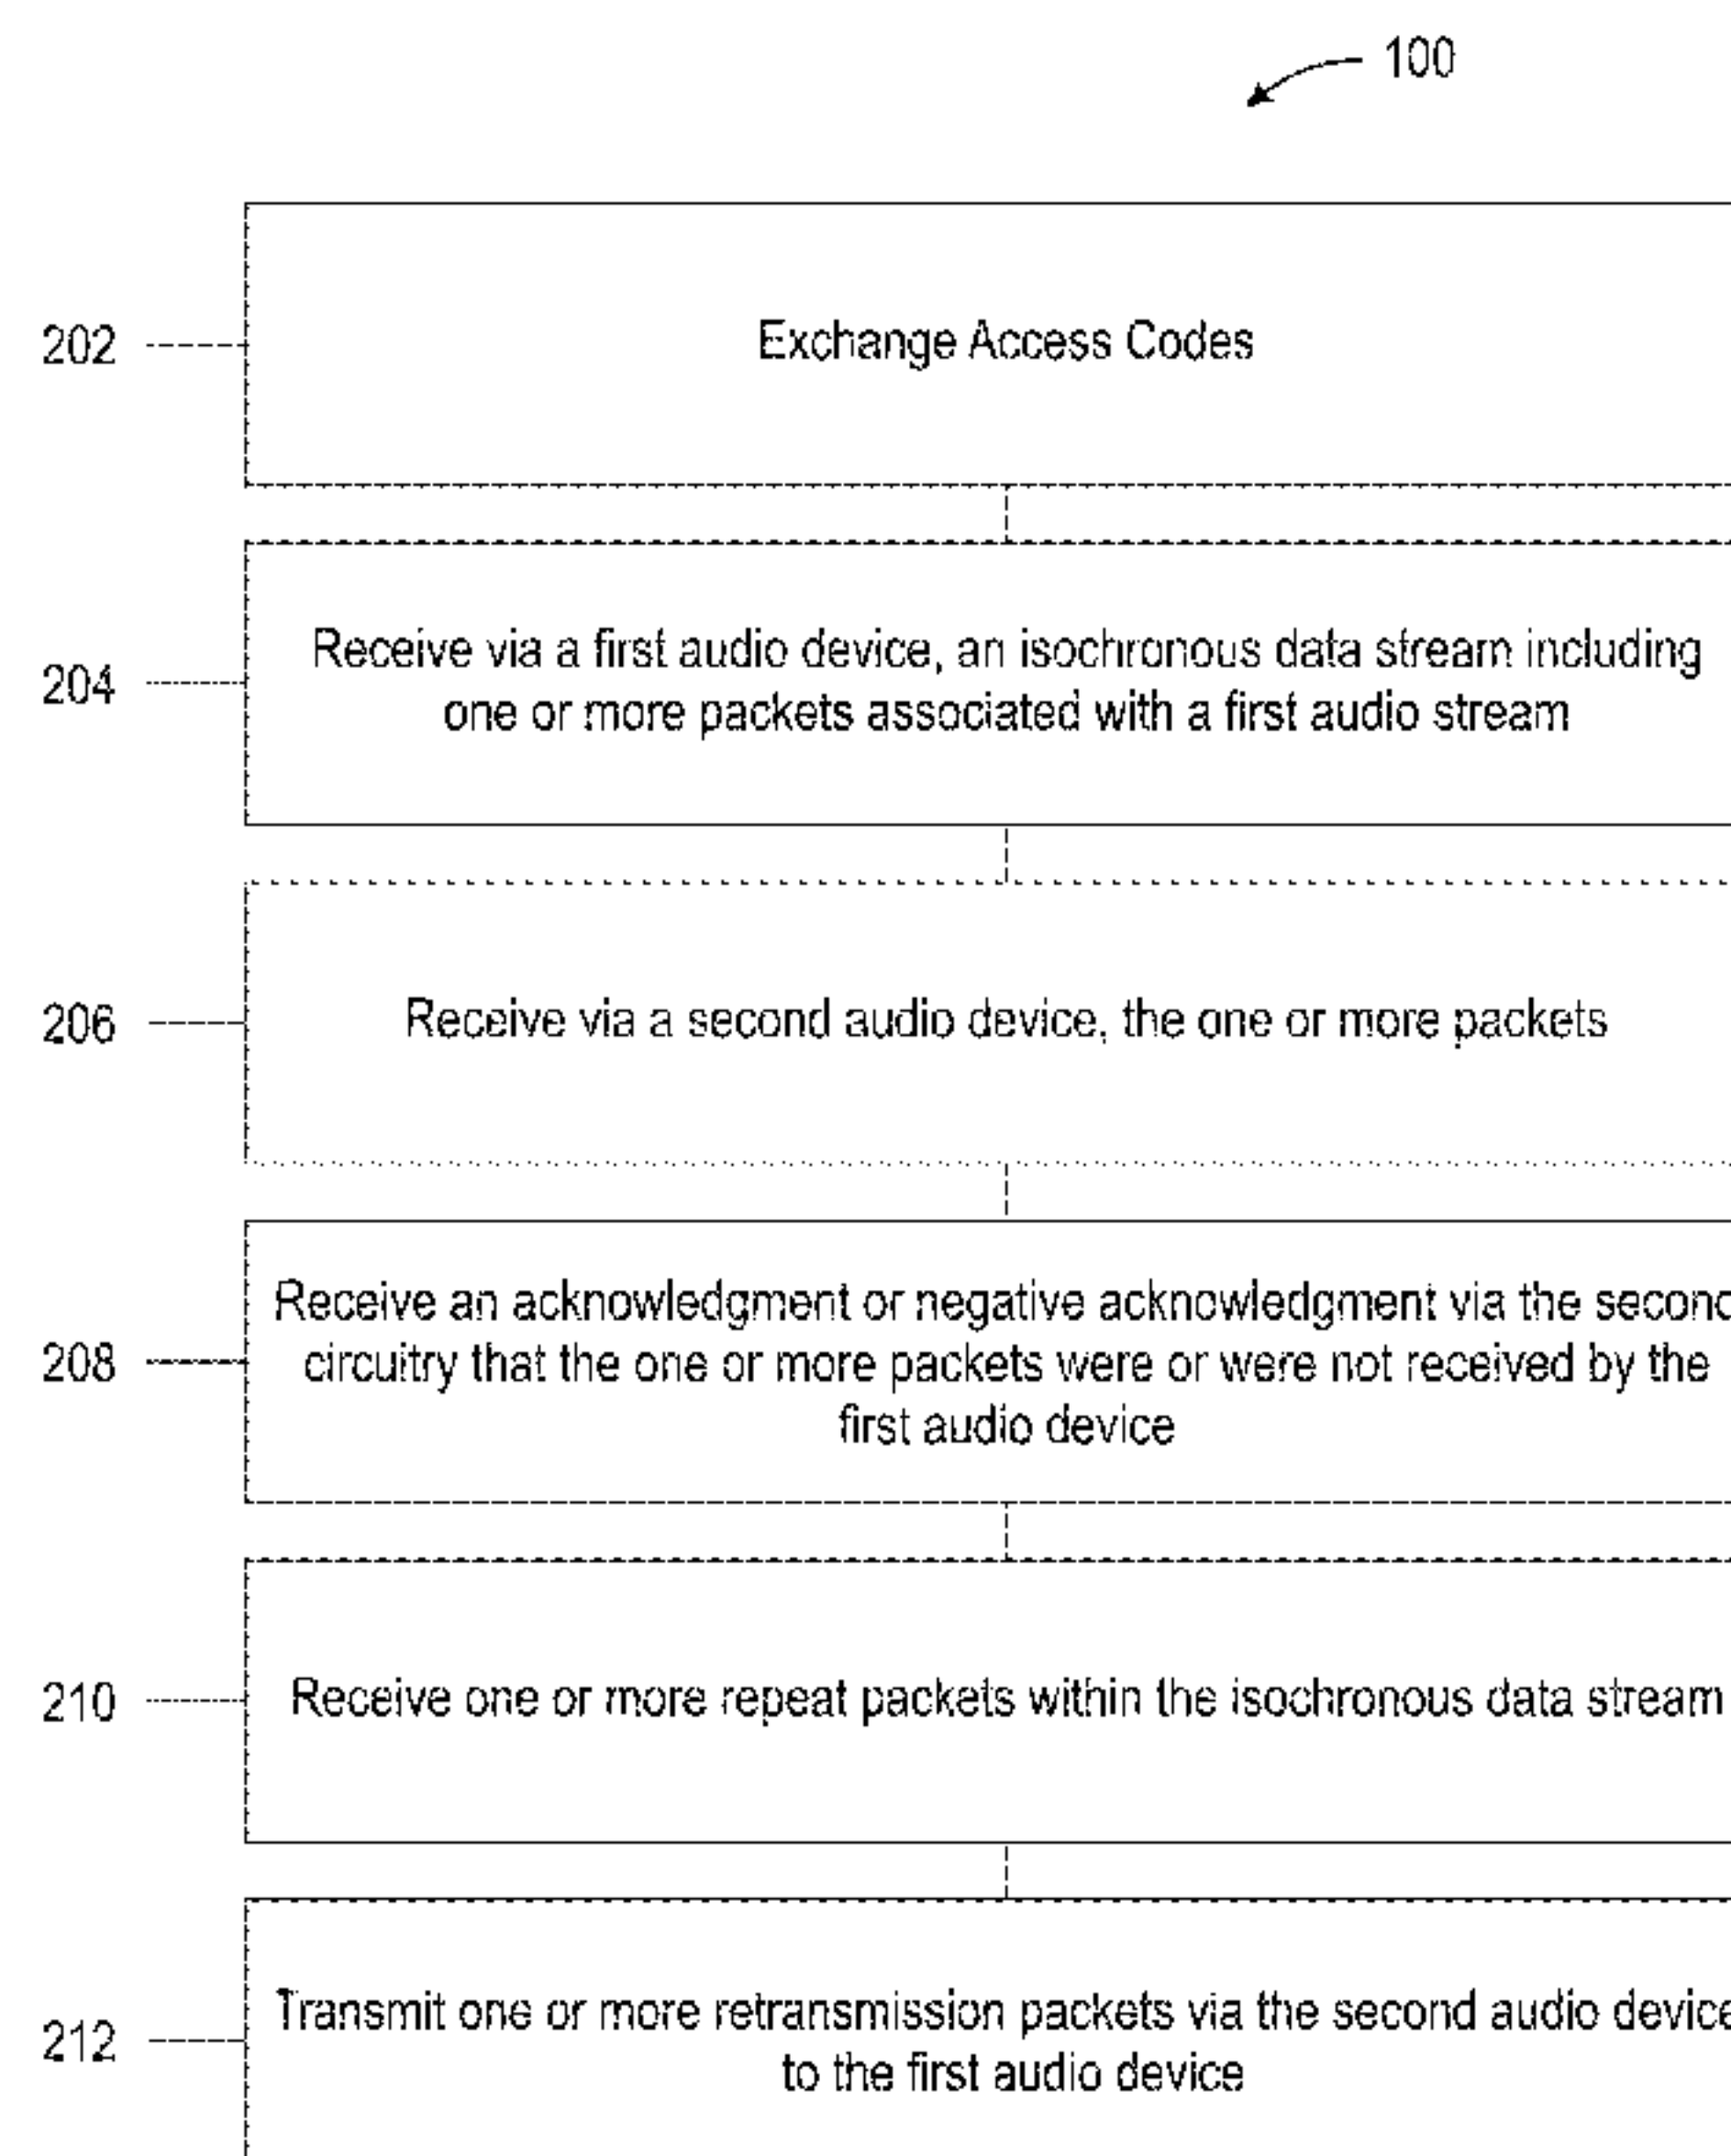 100
202
Exchange Access Codes
204
Receive via a first audio device, an isochronous data stream including
one or more packets associated with a first audio stream
206
Receive via a second audio device, the one or more packets
208
Receive an acknowledgment or negative acknowledgment via the second
circuitry that the one or more packets were or were not received by the
first audio device
210
Receive one or more repeat packets within the isochronous data stream
212
Transmit one or more retransmission packets via the second audio device
to the first audio device